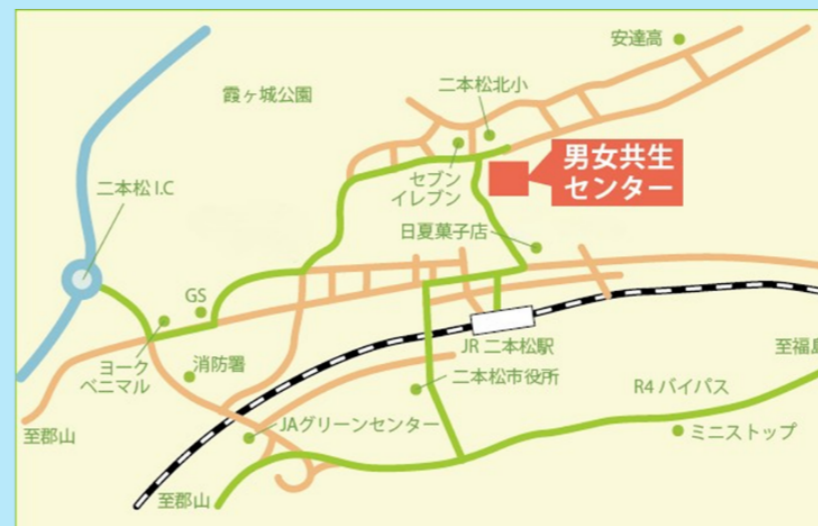 安達高
二本松北小
霞ヶ城公園
男女共生
センター
セブン
イレブン
二本松 I.C
日夏菓子店
GS
JR 二本松駅
至福島
ヨーク
ベニマル
消防署
二本松市役所
R4 バイパス
JAグリーンセンター
ミニストップ
至郡山
至郡山